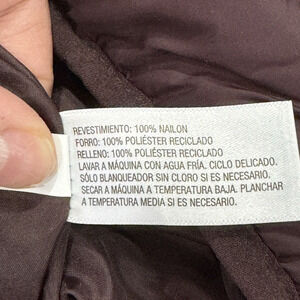 REVESTIMIENTO: 100% NAILON
FORRO: 100% POLIÉSTER RECICLADO
RELLENO: 100% POLIÉSTER RECICLADO
LAVAR A MÁQUINA CON AGUA FRÍA. CICLO DELICADO.
SÓLO BLANQUEADOR SIN CLORO SI ES NECESARIO.
SECAR A MÁQUINA A TEMPERATURA BAJA. PLANCHAR
A TEMPERATURA MEDIA SI ES NECESARIO.